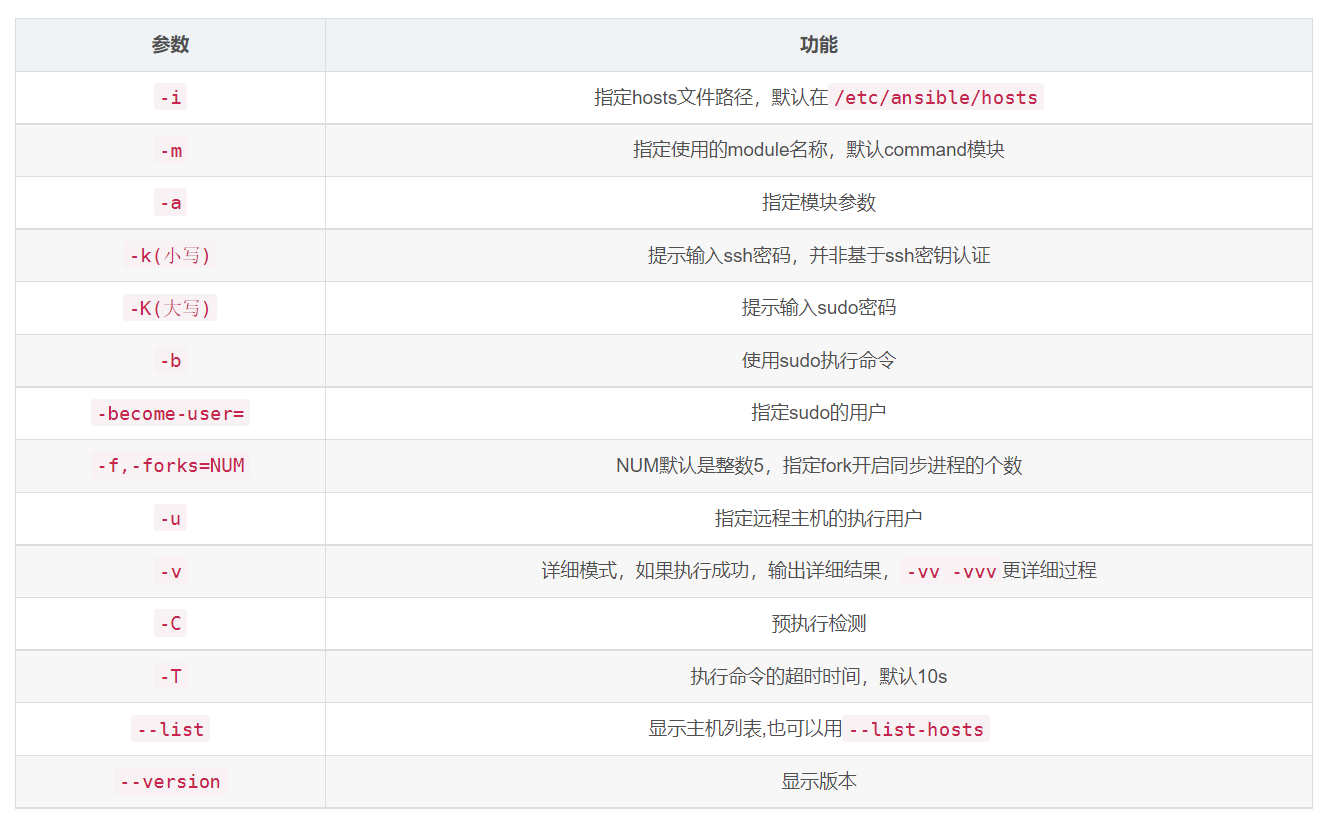 参数 功能
-i 指定hosts文件路径，默认在 /etc/ansible/hosts
-m 指定使用的module名称，默认command模块
-a 指定模块参数
-k(小写) 提示输入ssh密码，并非基于ssh密钥认证
-K(大写) 提示输入sudo密码
-b 使用sudo执行命令
-become-user= 指定sudo的用户
-f,-forks=NUM NUM默认是整数5，指定fork开启同步进程的个数
-u 指定远程主机的执行用户
-v 详细模式，如果执行成功，输出详细结果， -vv -vvv 更详细过程
-C 预执行检测
-T 执行命令的超时时间，默认10s
--list 显示主机列表,也可以用 --list-hosts
--version 显示版本